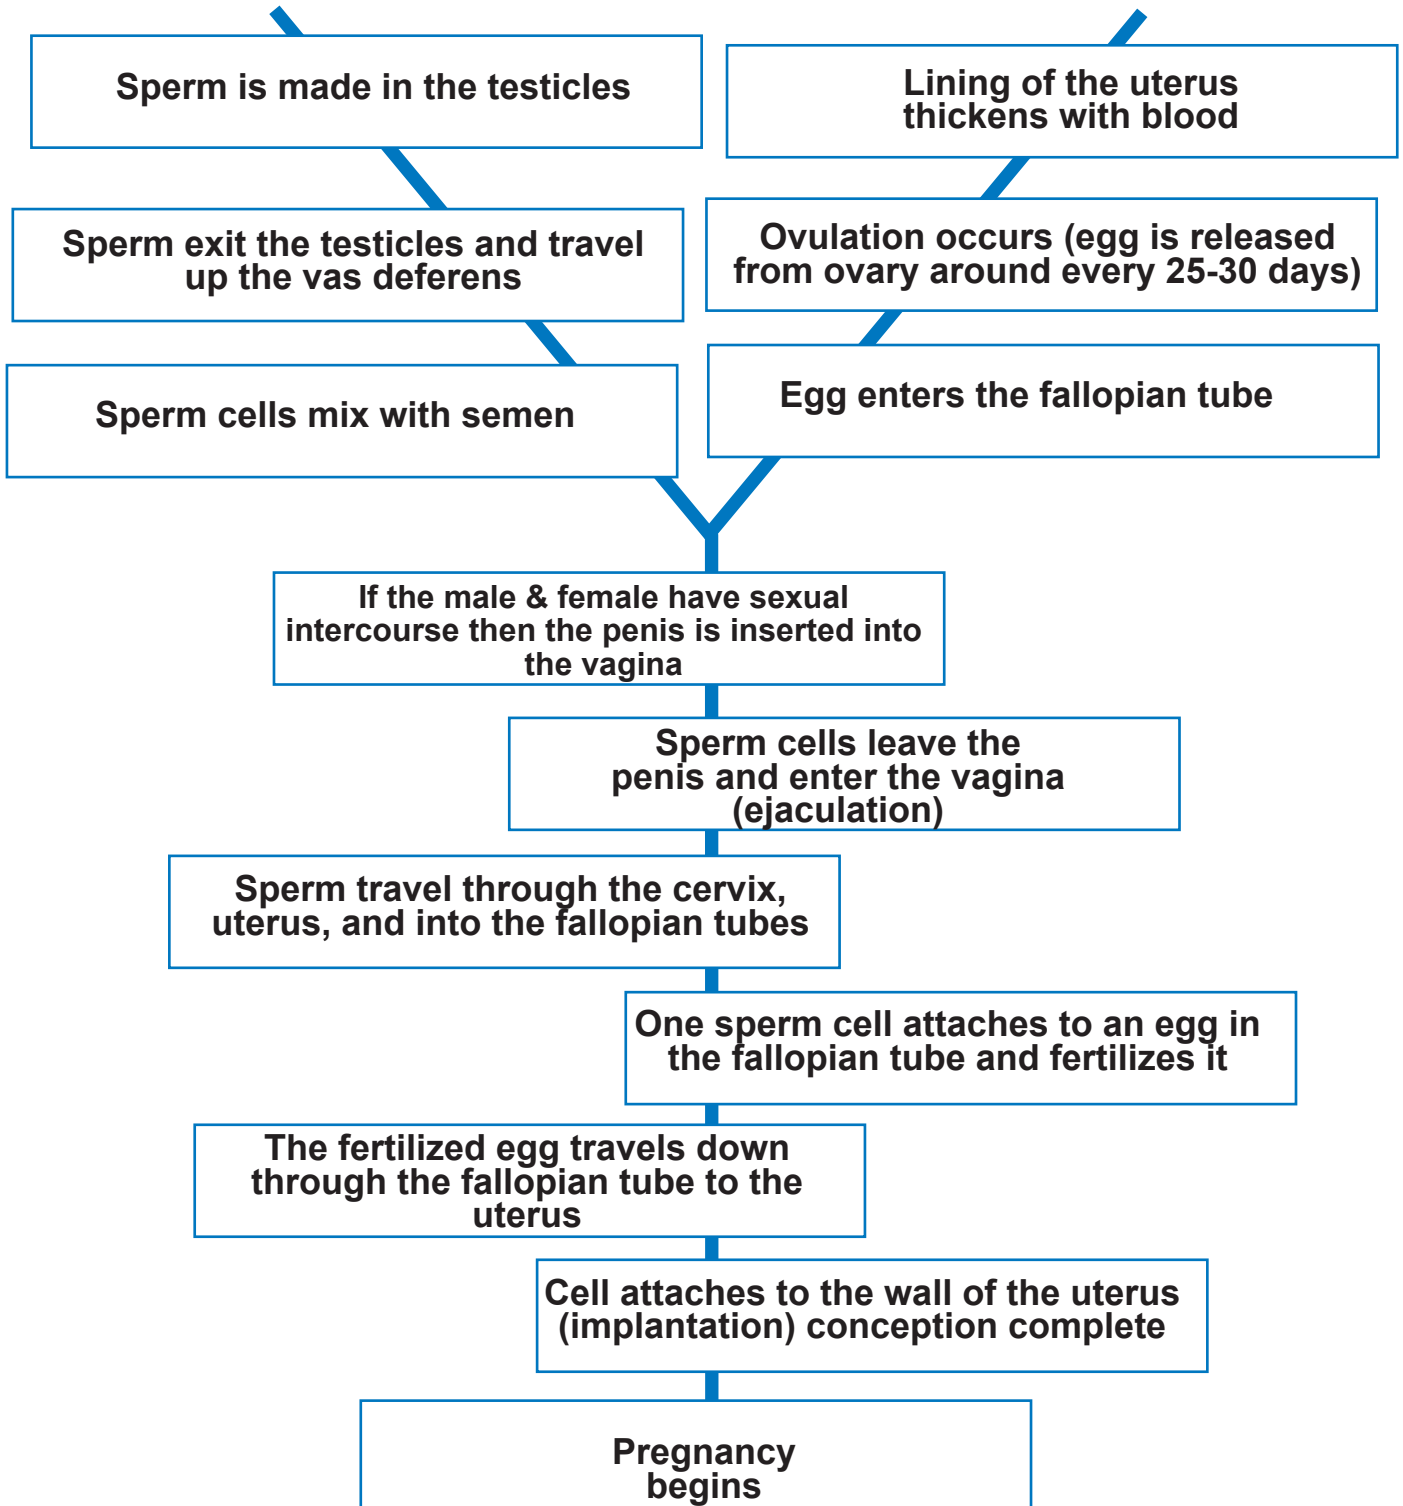 Sperm is made in the testicles
Lining of the uterus
thickens with blood
Sperm exit the testicles and travel
up the vas deferens
Ovulation occurs (egg is released
from ovary around every 25-30 days)
Sperm cells mix with semen
Egg enters the fallopian tube
If the male & female have sexual
intercourse then the penis is inserted into
the vagina
Sperm cells leave the
penis and enter the vagina
(ejaculation)
Sperm travel through the cervix,
uterus, and into the fallopian tubes
One sperm cell attaches to an egg in
the fallopian tube and fertilizes it
The fertilized egg travels down
through the fallopian tube to the
uterus
Cell attaches to the wall of the uterus
(implantation) conception complete
Pregnancy
begins